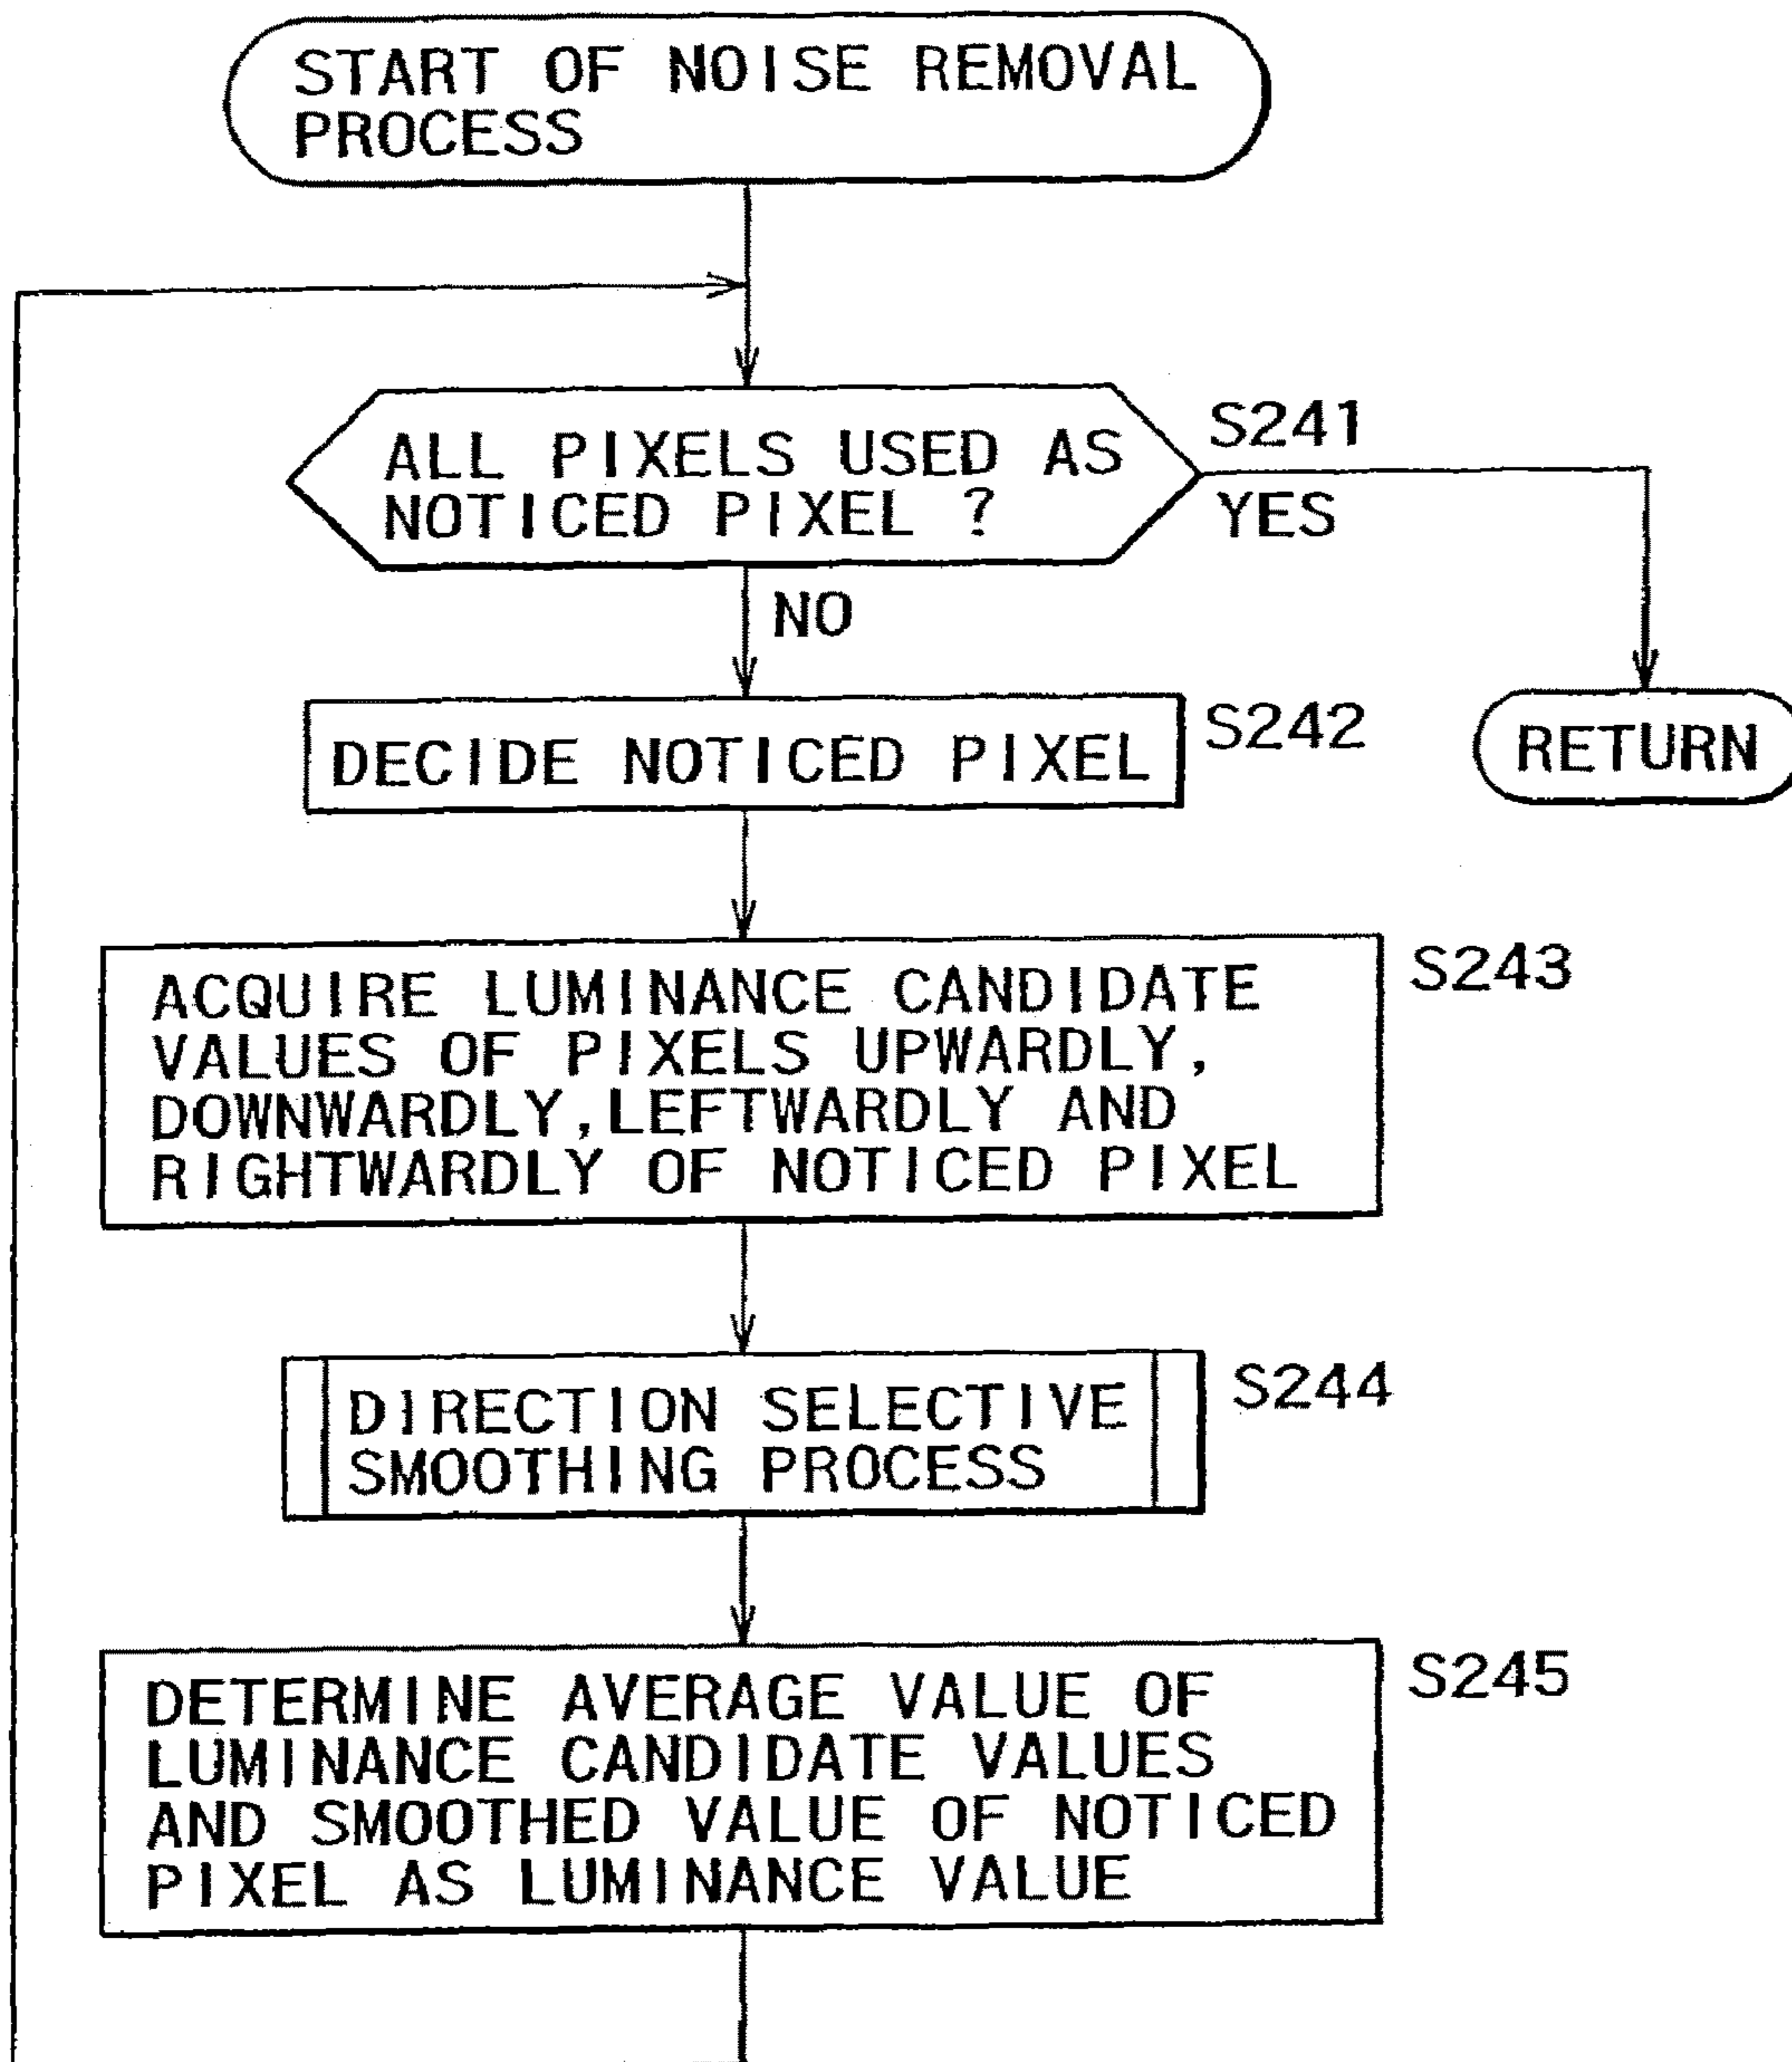 START OF NOISE REMOVAL
PROCESS
ALL PIXELS USED AS
NOTICED PIXEL ?
S241
YES
NO
DECIDE NOTICED PIXEL
S242
RETURN
ACQUIRE LUMINANCE CANDIDATE
VALUES OF PIXELS UPWARDLY,
DOWNWARDLY,LEFTWARDLY AND
RIGHTWARDLY OF NOTICED PIXEL
S243
DIRECTION SELECTIVE
SMOOTHING PROCESS
S244
DETERMINE AVERAGE VALUE OF
LUMINANCE CANDIDATE VALUES
AND SMOOTHED VALUE OF NOTICED
PIXEL AS LUMINANCE VALUE
S245